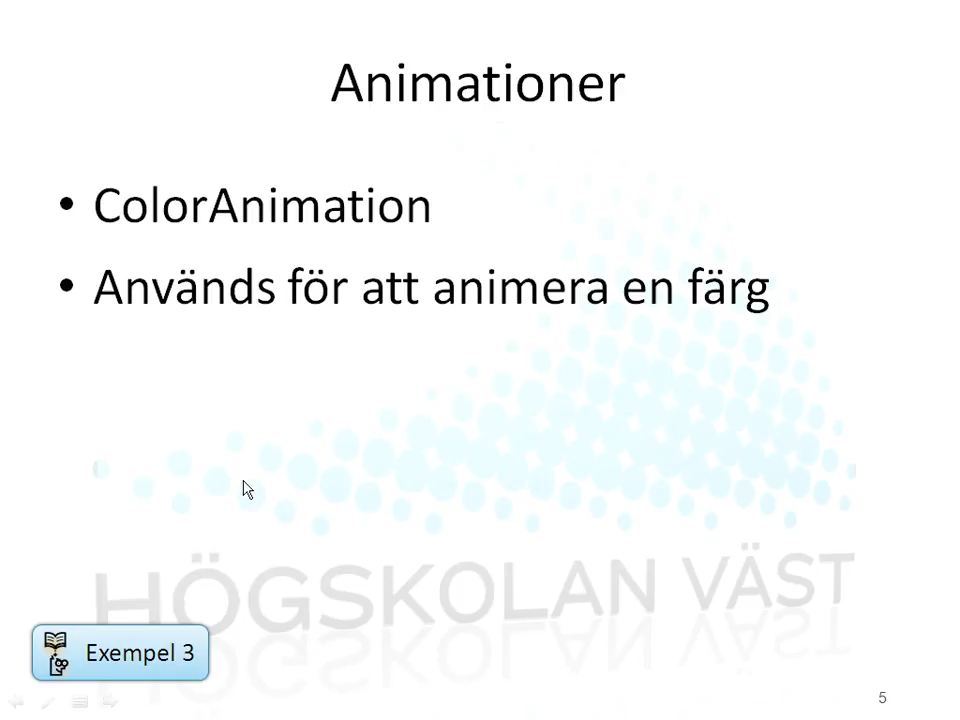 Animationer
• ColorAnimation
• Används för att animera en färg
HÖGSKOLAN VÄST
Exempel 3
5